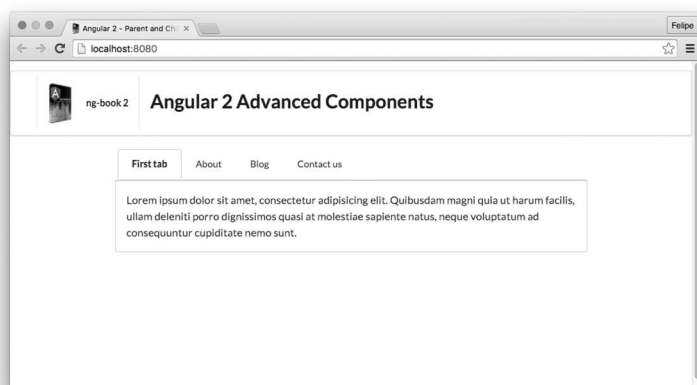 Angular 2 - Parent and Chi
Felipe
localhost:8080
ng-book 2
Angular 2 Advanced Components
First tab
About
Blog
Contact us
Lorem ipsum dolor sit amet, consectetur adipisicing elit. Quibusdam magni quia ut harum facilis,
ullam deleniti porro dignissimos quasi at molestiae sapiente natus, neque voluptatum ad
consequuntur cupiditate nemo sunt.